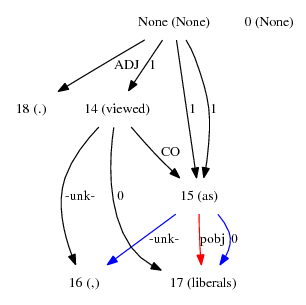 None (None) 0 (None)
ADJ 1
18 (.) 14 (viewed) 1 1
CO
-unk- 0 15 (as)
-unk- pobj 0
16 (,) 17 (liberals)